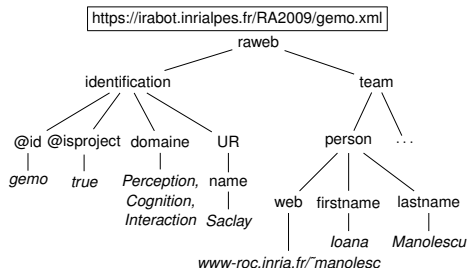 https://irabot.inrialpes.fr/RA2009/gemo.xml
raweb
identification team
@id @isproject domaine UR person ...
gemo true Perception, Cognition, Interaction name web firstname lastname
Saclay Ioana Manolescu
www-roc.inria.fr/~manolesc